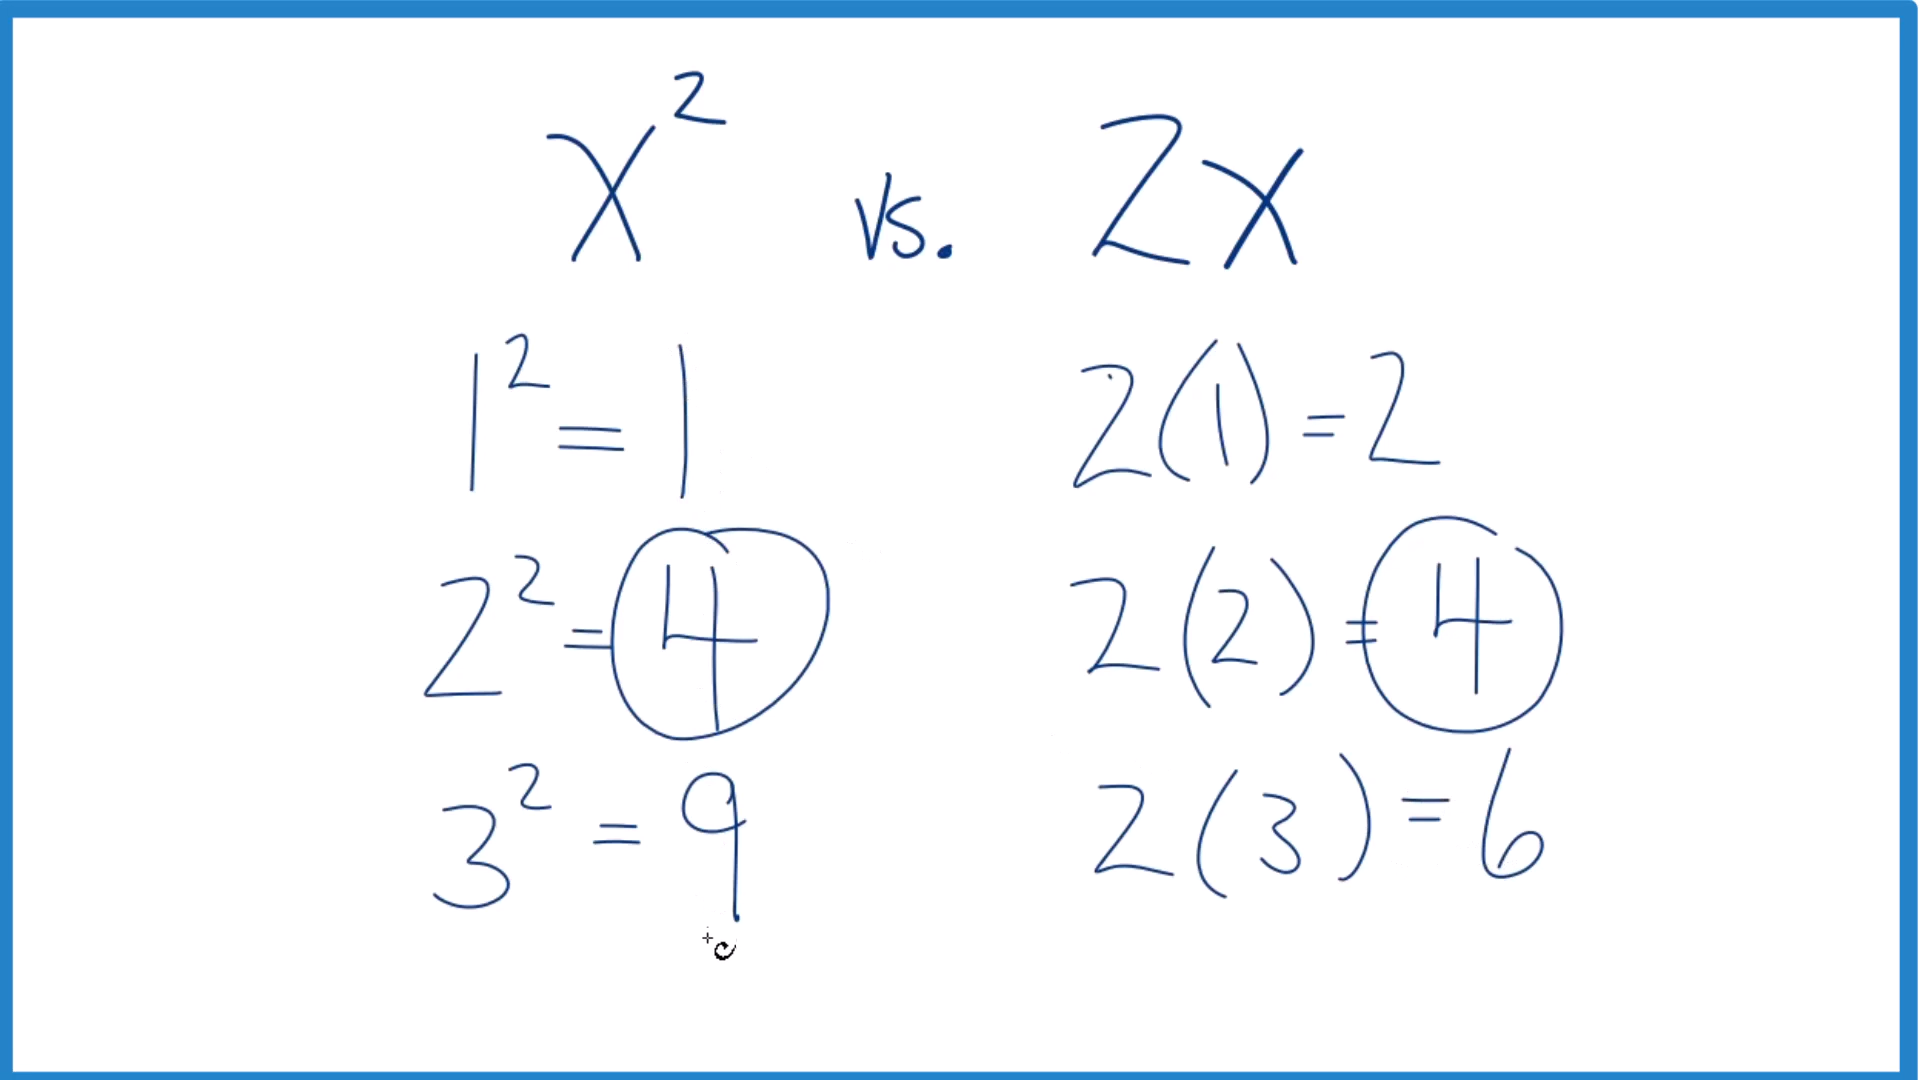 x² vs. 2x
1² = 1 2(1) = 2
2² = 4 2(2) = 4
3² = 9 2(3) = 6